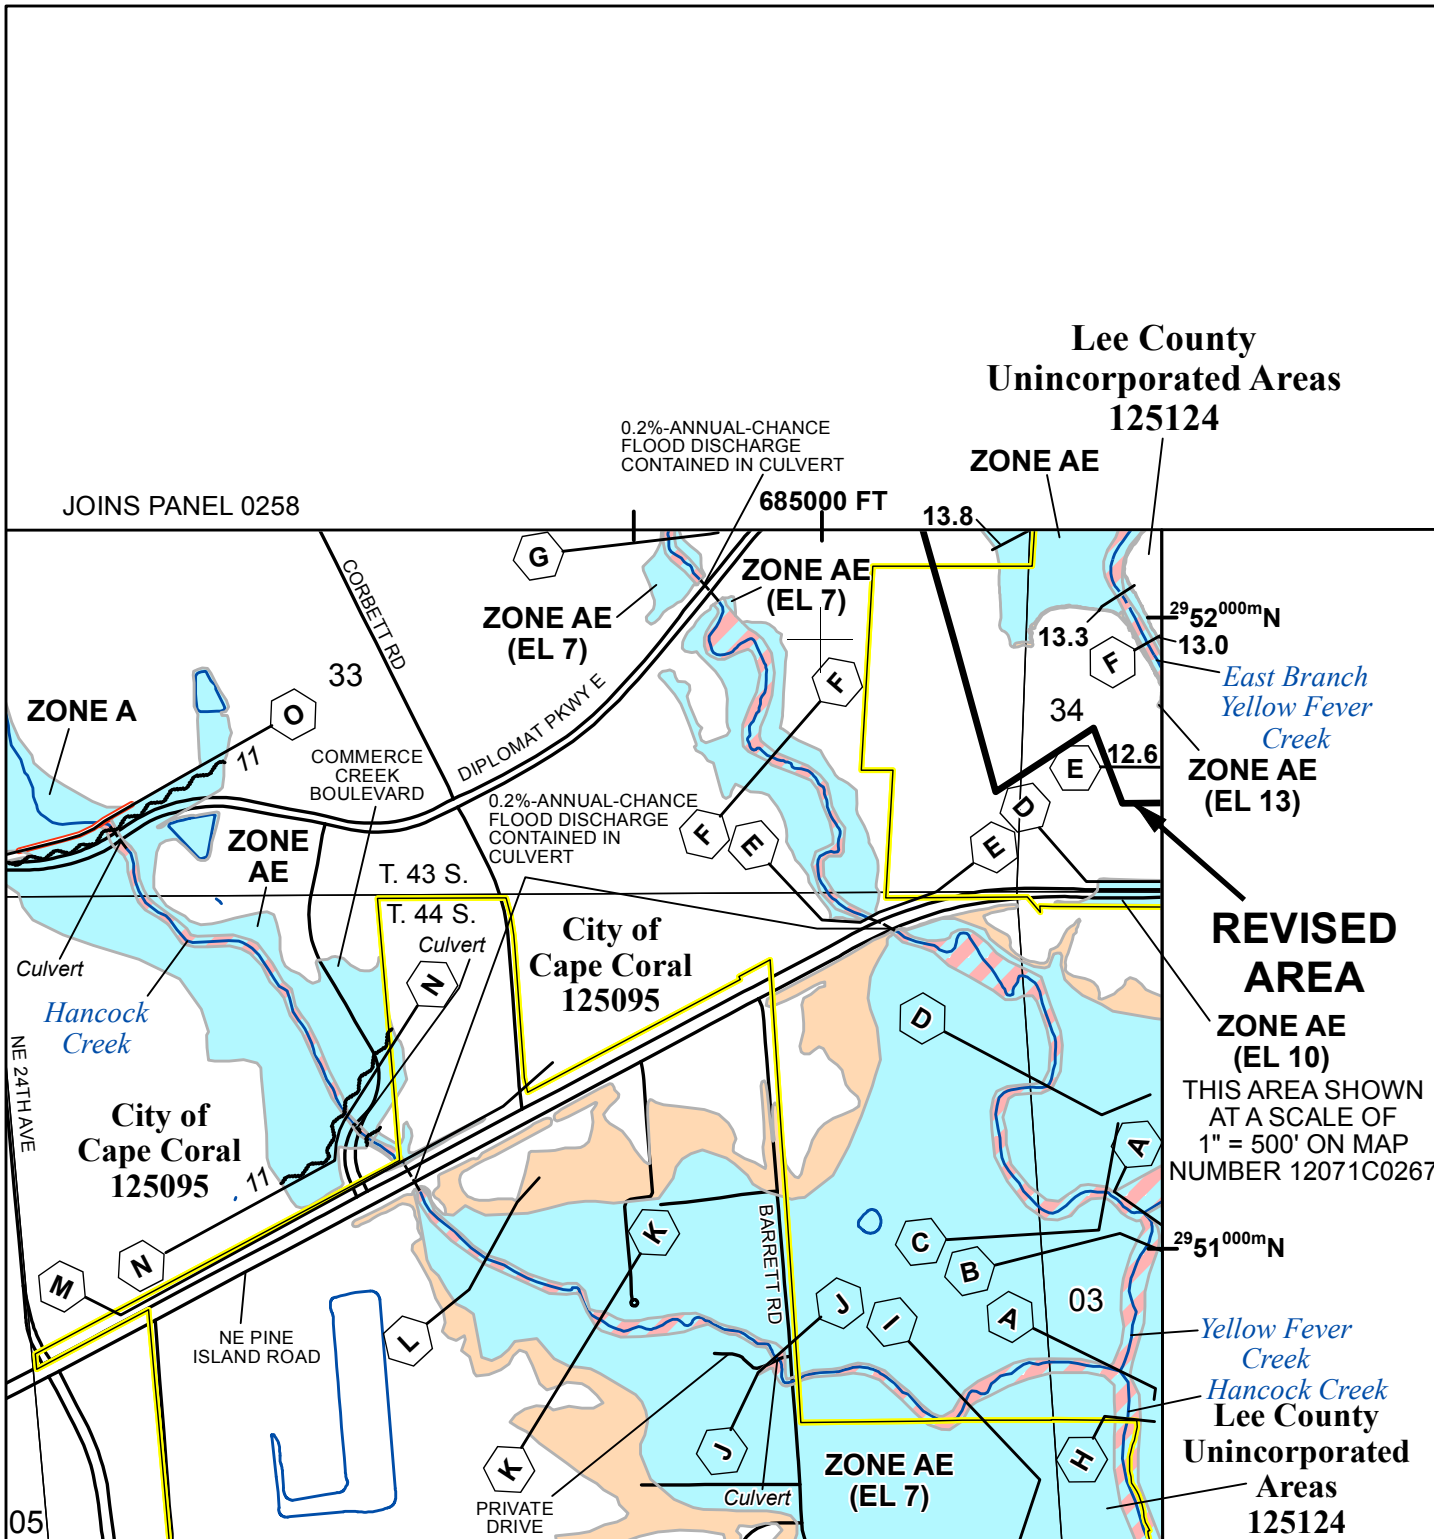 Lee County
Unincorporated Areas
125124
0.2%-ANNUAL-CHANCE
FLOOD DISCHARGE
CONTAINED IN CULVERT
ZONE AE
JOINS PANEL 0258
685000 FT
13.8
G
CORBETT RD
ZONE AE
(EL 7)
ZONE AE
(EL 7)
2952000mN
13.3
13.0
F
East Branch
Yellow Fever
Creek
33
F
34
ZONE A
O
11
DIPLOMAT PKWY E
COMMERCE
CREEK
BOULEVARD
E
12.6
ZONE AE
(EL 13)
0.2%-ANNUAL-CHANCE
FLOOD DISCHARGE
CONTAINED IN
CULVERT
D
F
E
E
ZONE
AE
T. 43 S.
T. 44 S.
Culvert
City of
Cape Coral
125095
REVISED
AREA
Culvert
N
Hancock
Creek
D
ZONE AE
(EL 10)
NE 24TH AVE
THIS AREA SHOWN
AT A SCALE OF
1" = 500' ON MAP
NUMBER 12071C0267
City of
Cape Coral
125095
11
A
BARRETT RD
K
C
B
2951000mN
N
M
J
I
A
03
NE PINE
ISLAND ROAD
L
Yellow Fever
Creek
Hancock Creek
Lee County
Unincorporated
Areas
125124
J
H
K
ZONE AE
(EL 7)
Culvert
PRIVATE
DRIVE
05